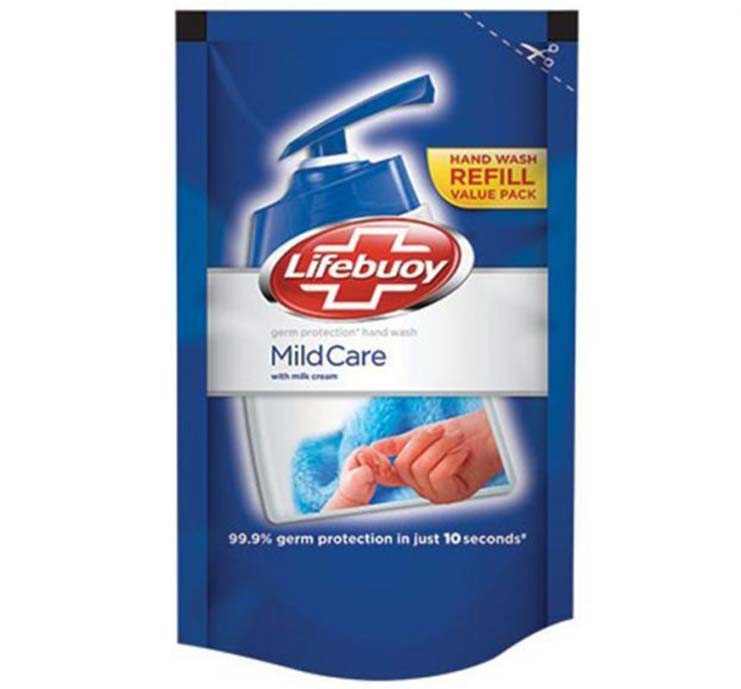 HAND WASH
REFILL
VALUE PACK
Lifebuoy
germ protection* hand wash
Mild Care
with milk cream
99.9% germ protection in just 10 seconds*